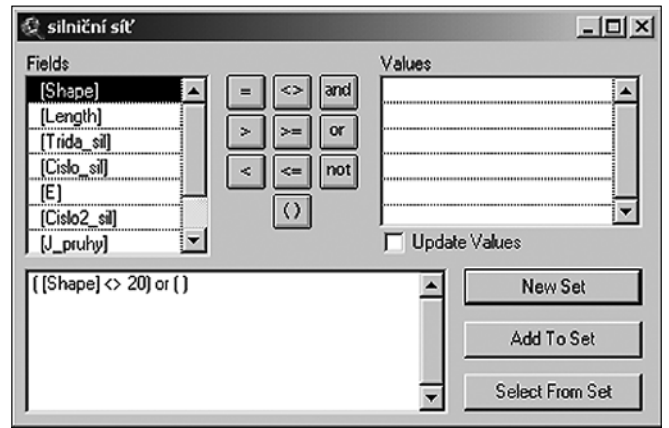 silniční síť
Fields
Values
[Shape]
[Length]
[Trida_sil]
[Cislo_sil]
[E]
[Cislo2_sil]
[J_pruhy]
= <> and
> >= or
< <= not
( )
Update Values
( [Shape] <> 20) or ( )
New Set
Add To Set
Select From Set